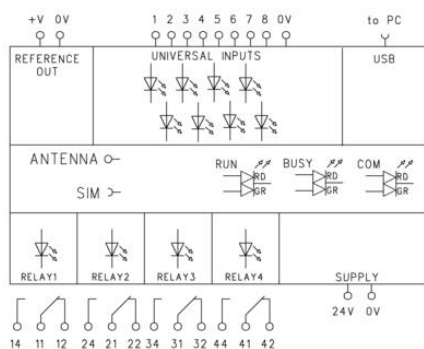 +V 0V 1 2 3 4 5 6 7 8 0V to PC
REFERENCE OUT UNIVERSAL INPUTS USB
ANTENNA RUN RD GR BUSY RD GR COM RD GR
SIM
RELAY1 RELAY2 RELAY3 RELAY4 SUPPLY
24V 0V
14 11 12 24 21 22 34 31 32 44 41 42